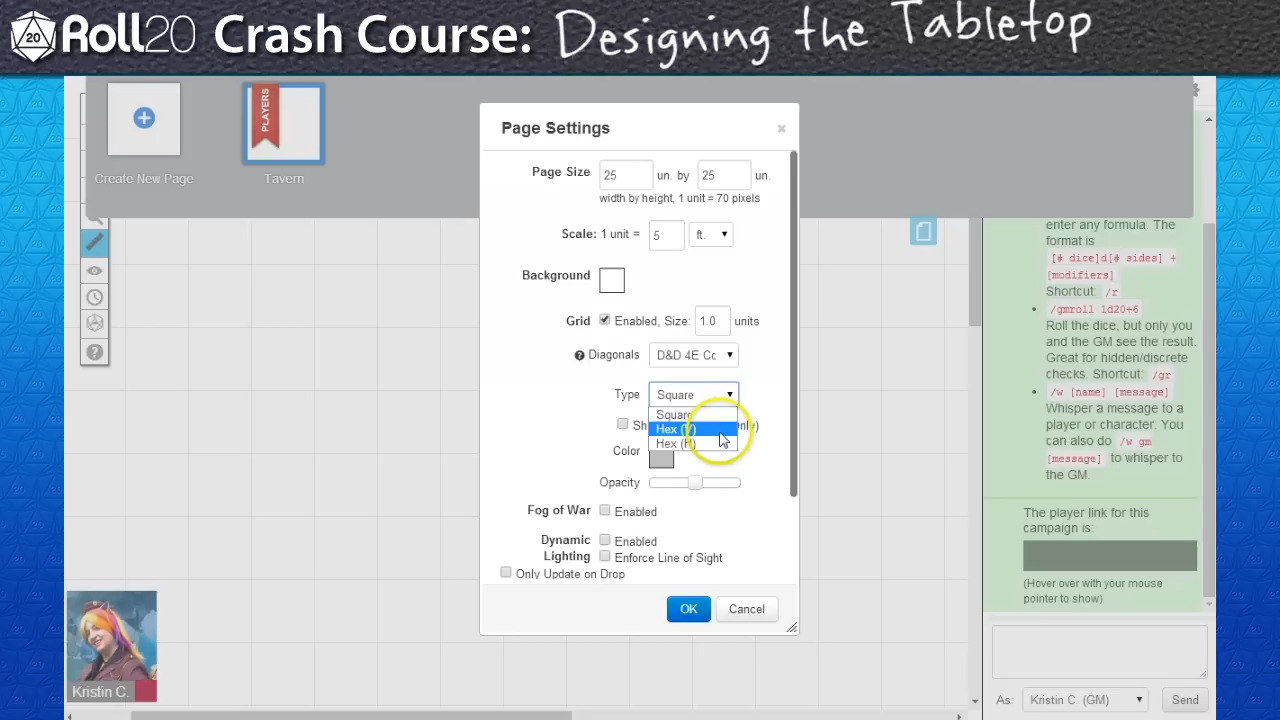 20 Roll20 Crash Course: Designing the Tabletop
PLAYERS
Create New Page
Tavern
Page Settings
×
Page Size 25 un. by 25 un.
width by height, 1 unit = 70 pixels
Scale: 1 unit = 5 ft.
Background
Grid Enabled, Size: 1.0 units
Diagonals D&D 4E Cc
Type Square
Square
Hex (V)
Hex (H)
Color
Opacity
Fog of War Enabled
Dynamic Lighting Enabled
Enforce Line of Sight
Only Update on Drop
OK Cancel
enter any formula. The
format is
[# dice]d[# sides] +
[modifiers]
Shortcut: /r
/gmroll 1d20+6
Roll the dice, but only you
and the GM see the result.
Great for hidden/discrete
checks. Shortcut: /gr
/w [name] [message]
Whisper a message to a
player or character. You
can also do /w gm
[message] to whisper to
the GM.
The player link for this
campaign is:
(Hover over with your mouse
pointer to show)
As: Kristin C. (GM) Send
Kristin C.